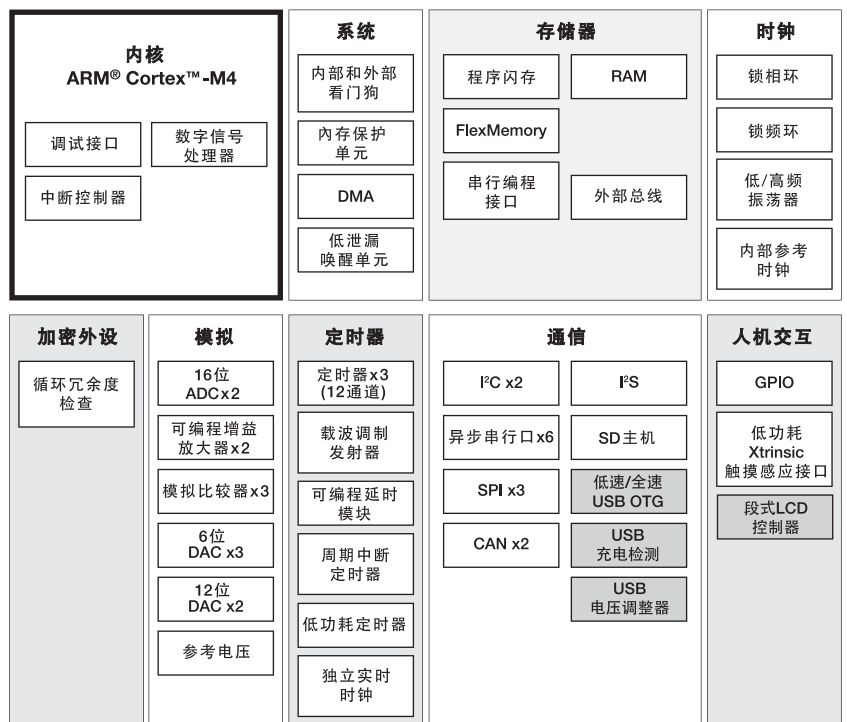 内核
ARM® Cortex™-M4
调试接口
数字信号
处理器
中断控制器
系统
内部和外部
看门狗
内存保护
单元
DMA
低泄漏
唤醒单元
存储器
程序闪存
RAM
FlexMemory
串行编程
接口
外部总线
时钟
锁相环
锁频环
低/高频
振荡器
内部参考
时钟
加密外设
循环冗余度
检查
模拟
16位
ADCx2
可编程增益
放大器x2
模拟比较器x3
6位
DAC x3
12位
DAC x2
参考电压
定时器
定时器x3
(12通道)
载波调制
发射器
可编程延时
模块
周期中断
定时器
低功耗定时器
独立实时
时钟
通信
I²C x2
I²S
异步串行口x6
SD主机
SPI x3
低速/全速
USB OTG
CAN x2
USB
充电检测
USB
电压调整器
人机交互
GPIO
低功耗
Xtrinsic
触摸感应接口
段式LCD
控制器